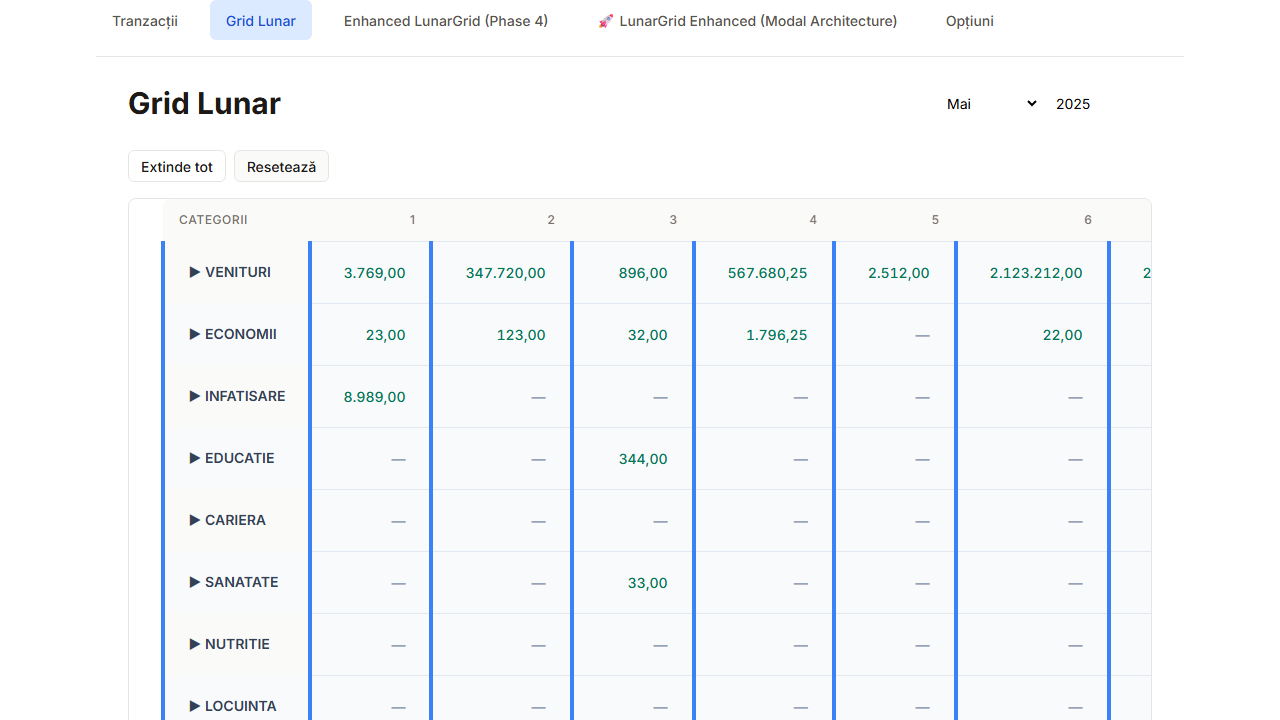 Tranzacții Grid Lunar Enhanced LunarGrid (Phase 4) 🚀 LunarGrid Enhanced (Modal Architecture) Opțiuni
Grid Lunar Mai 2025
Extinde tot Resetează
CATEGORII 1 2 3 4 5 6
▶ VENITURI 3.769,00 347.720,00 896,00 567.680,25 2.512,00 2.123.212,00 2
▶ ECONOMII 23,00 123,00 32,00 1.796,25 — 22,00
▶ INFATISARE 8.989,00 — — — — —
▶ EDUCATIE — — 344,00 — — —
▶ CARIERA — — — — — —
▶ SANATATE — — 33,00 — — —
▶ NUTRITIE — — — — — —
▶ LOCUINTA — — — — — —